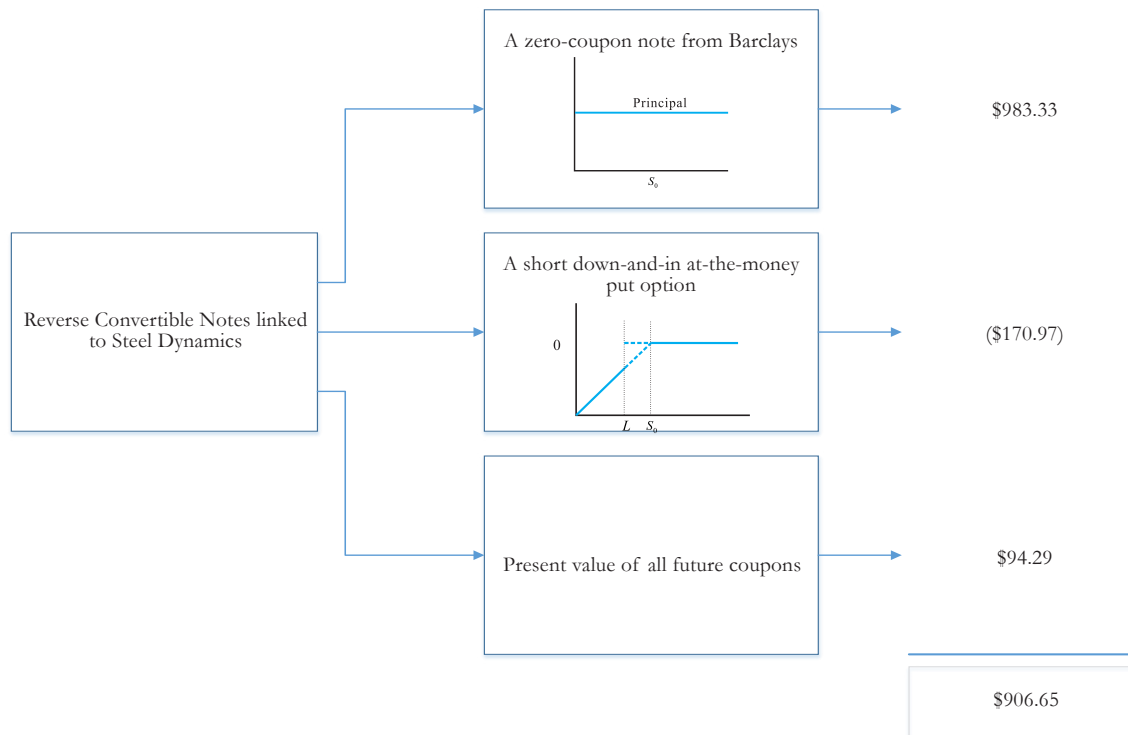 A zero-coupon note from Barclays
Principal
S₀
$983.33
Reverse Convertible Notes linked
to Steel Dynamics
A short down-and-in at-the-money
put option
0
L S₀
($170.97)
Present value of all future coupons
$94.29
$906.65